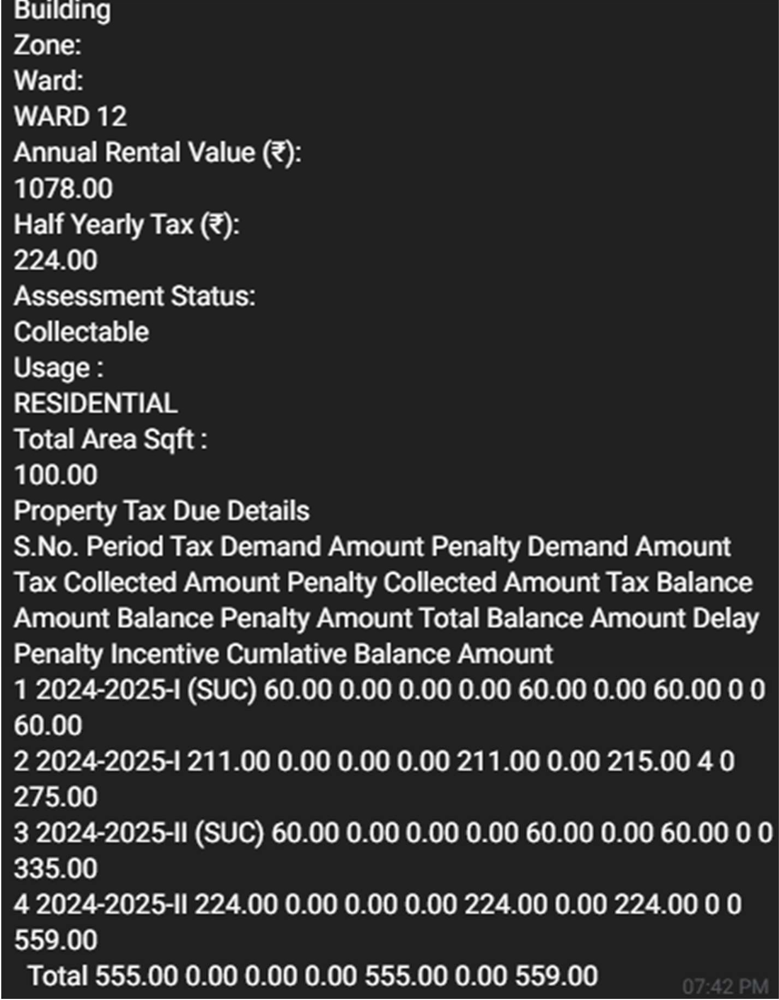 Building
Zone:
Ward:
WARD 12
Annual Rental Value (₹):
1078.00
Half Yearly Tax (₹):
224.00
Assessment Status:
Collectable
Usage :
RESIDENTIAL
Total Area Sqft :
100.00
Property Tax Due Details
S.No. Period Tax Demand Amount Penalty Demand Amount
Tax Collected Amount Penalty Collected Amount Tax Balance
Amount Balance Penalty Amount Total Balance Amount Delay
Penalty Incentive Cumlative Balance Amount
1 2024-2025-I (SUC) 60.00 0.00 0.00 0.00 60.00 0.00 60.00 0 0
60.00
2 2024-2025-I 211.00 0.00 0.00 0.00 211.00 0.00 215.00 4 0
275.00
3 2024-2025-II (SUC) 60.00 0.00 0.00 0.00 60.00 0.00 60.00 0 0
335.00
4 2024-2025-II 224.00 0.00 0.00 0.00 224.00 0.00 224.00 0 0
559.00
Total 555.00 0.00 0.00 0.00 555.00 0.00 559.00
07:42 PM